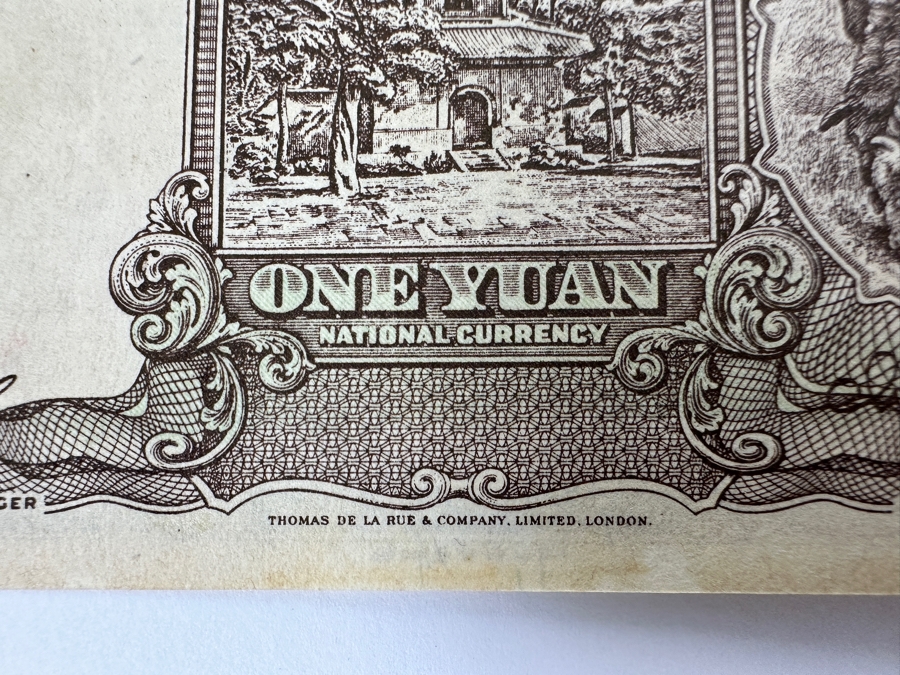 ONE YUAN
NATIONAL CURRENCY
THOMAS DE LA RUE & COMPANY, LIMITED, LONDON.